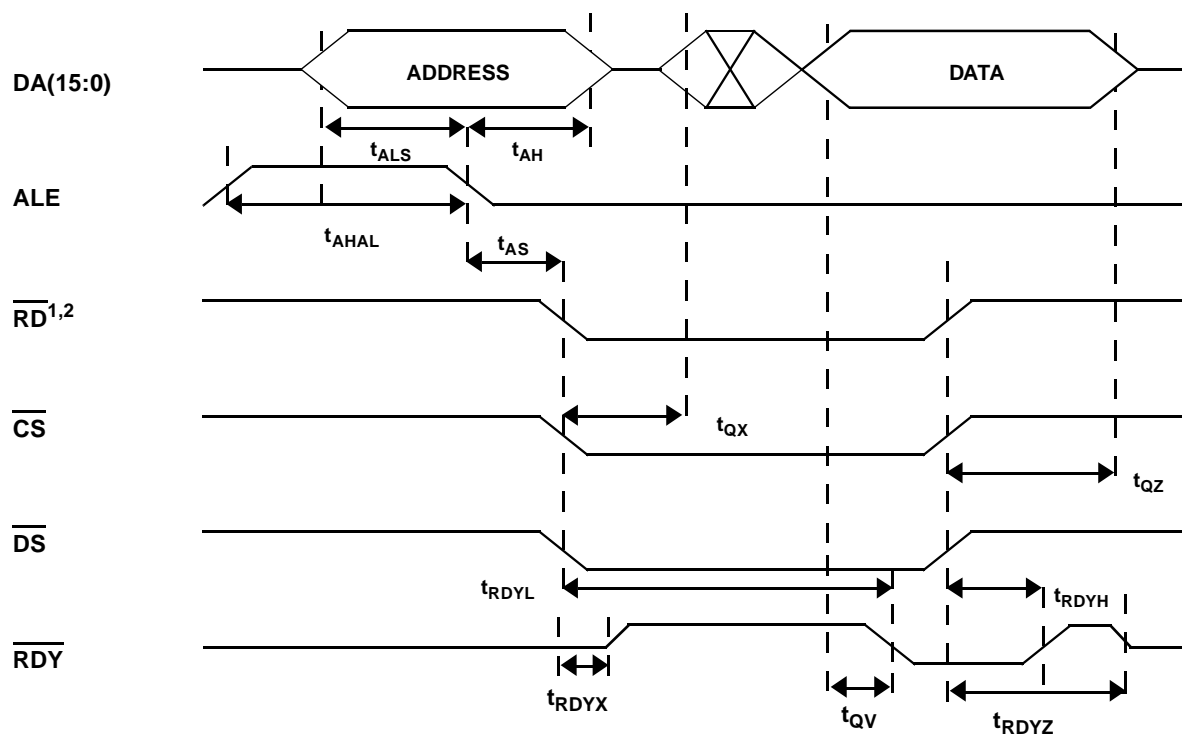 DA(15:0)
ADDRESS
DATA
tALS
tAH
ALE
tAHAL
tAS
RD1,2
CS
tQX
tQZ
DS
tRDYL
tRDYH
RDY
tRDYX
tQV
tRDYZ